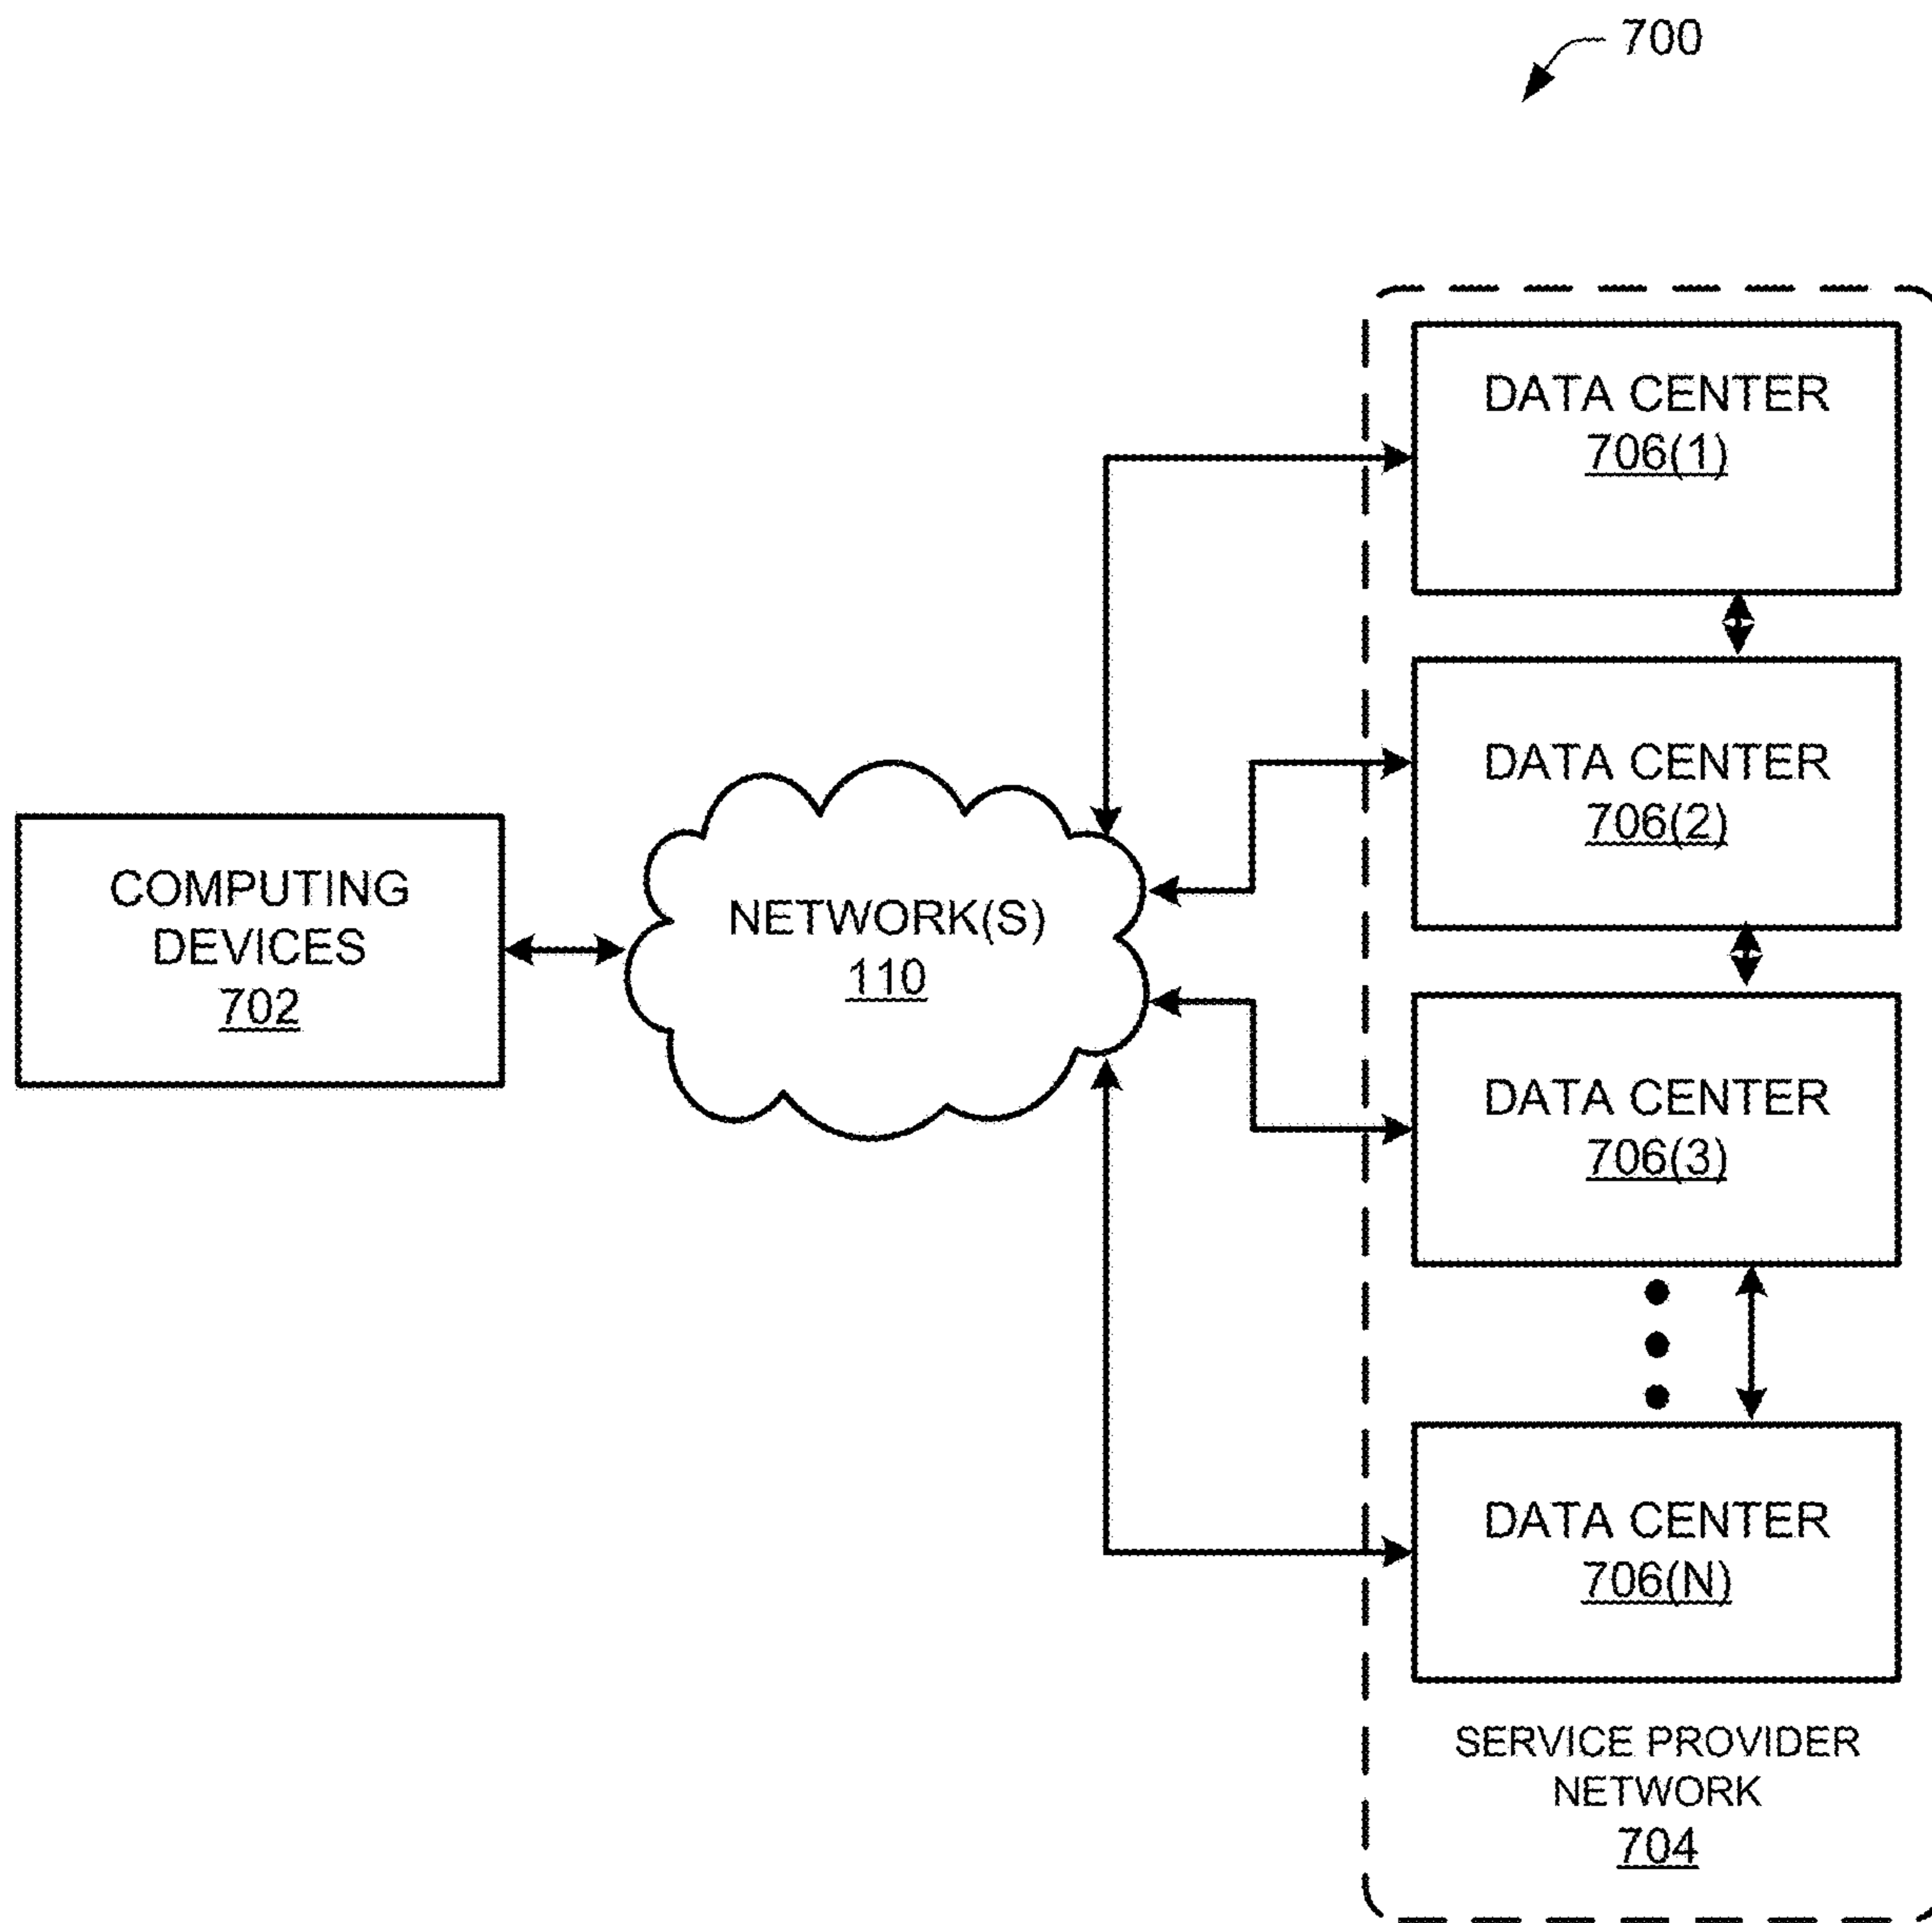 700
DATA CENTER
706(1)
DATA CENTER
706(2)
COMPUTING
DEVICES
702
NETWORK(S)
110
DATA CENTER
706(3)
DATA CENTER
706(N)
SERVICE PROVIDER
NETWORK
704